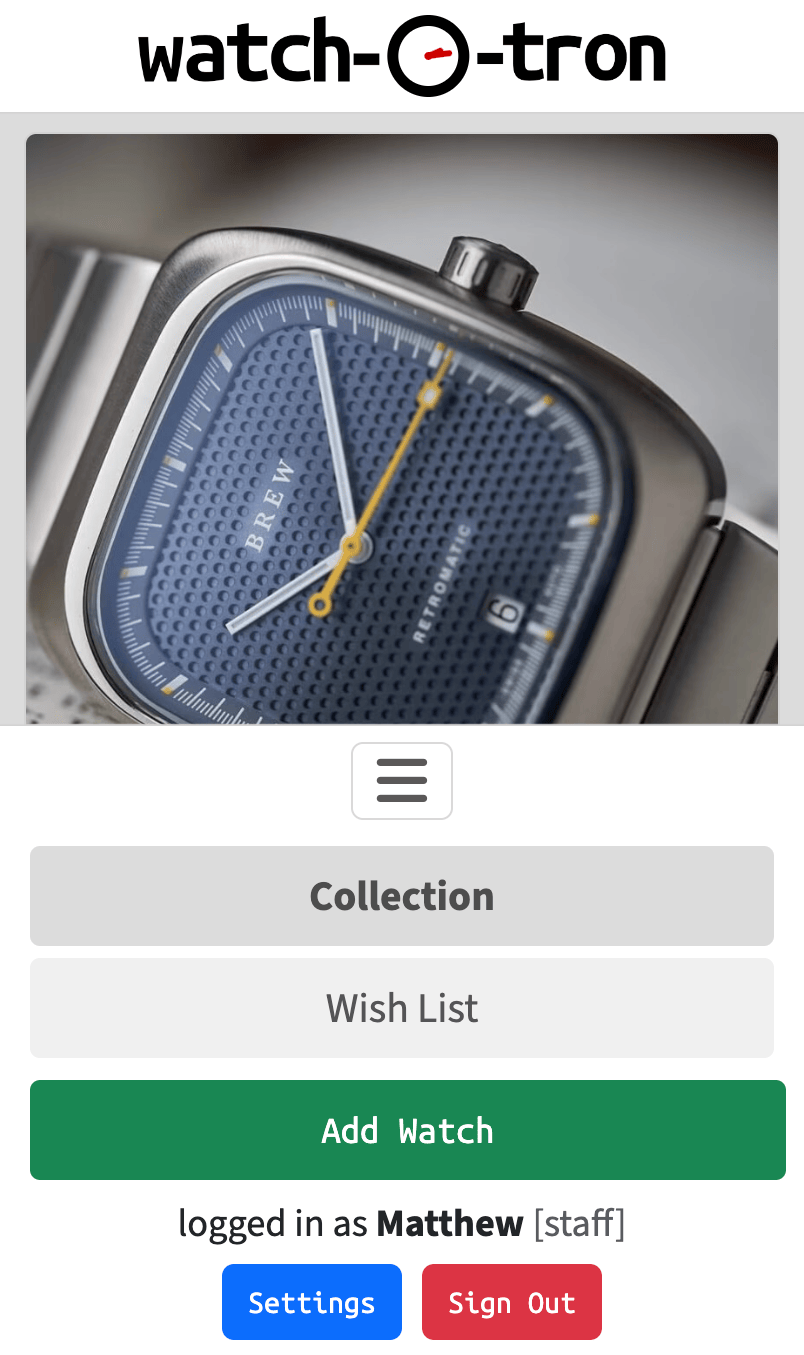 watch-O-tron
BREW
RETROMATIC
6
Collection
Wish List
Add Watch
logged in as Matthew [staff]
Settings
Sign Out